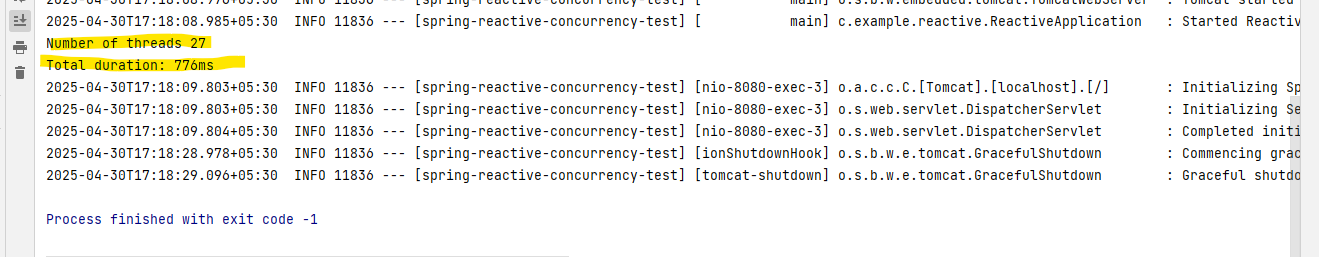 2025-04-30T17:18:08.985+05:30  INFO 11836 --- [spring-reactive-concurrency-test] [           main] c.example.reactive.ReactiveApplication   : Started Reactiv
Number of threads 27
Total duration: 776ms
2025-04-30T17:18:09.803+05:30  INFO 11836 --- [spring-reactive-concurrency-test] [nio-8080-exec-3] o.a.c.c.C.[Tomcat].[localhost].[/]       : Initializing Sp
2025-04-30T17:18:09.803+05:30  INFO 11836 --- [spring-reactive-concurrency-test] [nio-8080-exec-3] o.s.web.servlet.DispatcherServlet        : Initializing Se
2025-04-30T17:18:09.804+05:30  INFO 11836 --- [spring-reactive-concurrency-test] [nio-8080-exec-3] o.s.web.servlet.DispatcherServlet        : Completed initi
2025-04-30T17:18:28.978+05:30  INFO 11836 --- [spring-reactive-concurrency-test] [ionShutdownHook] o.s.b.w.e.tomcat.GracefulShutdown        : Commencing grac
2025-04-30T17:18:29.096+05:30  INFO 11836 --- [spring-reactive-concurrency-test] [tomcat-shutdown] o.s.b.w.e.tomcat.GracefulShutdown        : Graceful shutdo
Process finished with exit code -1